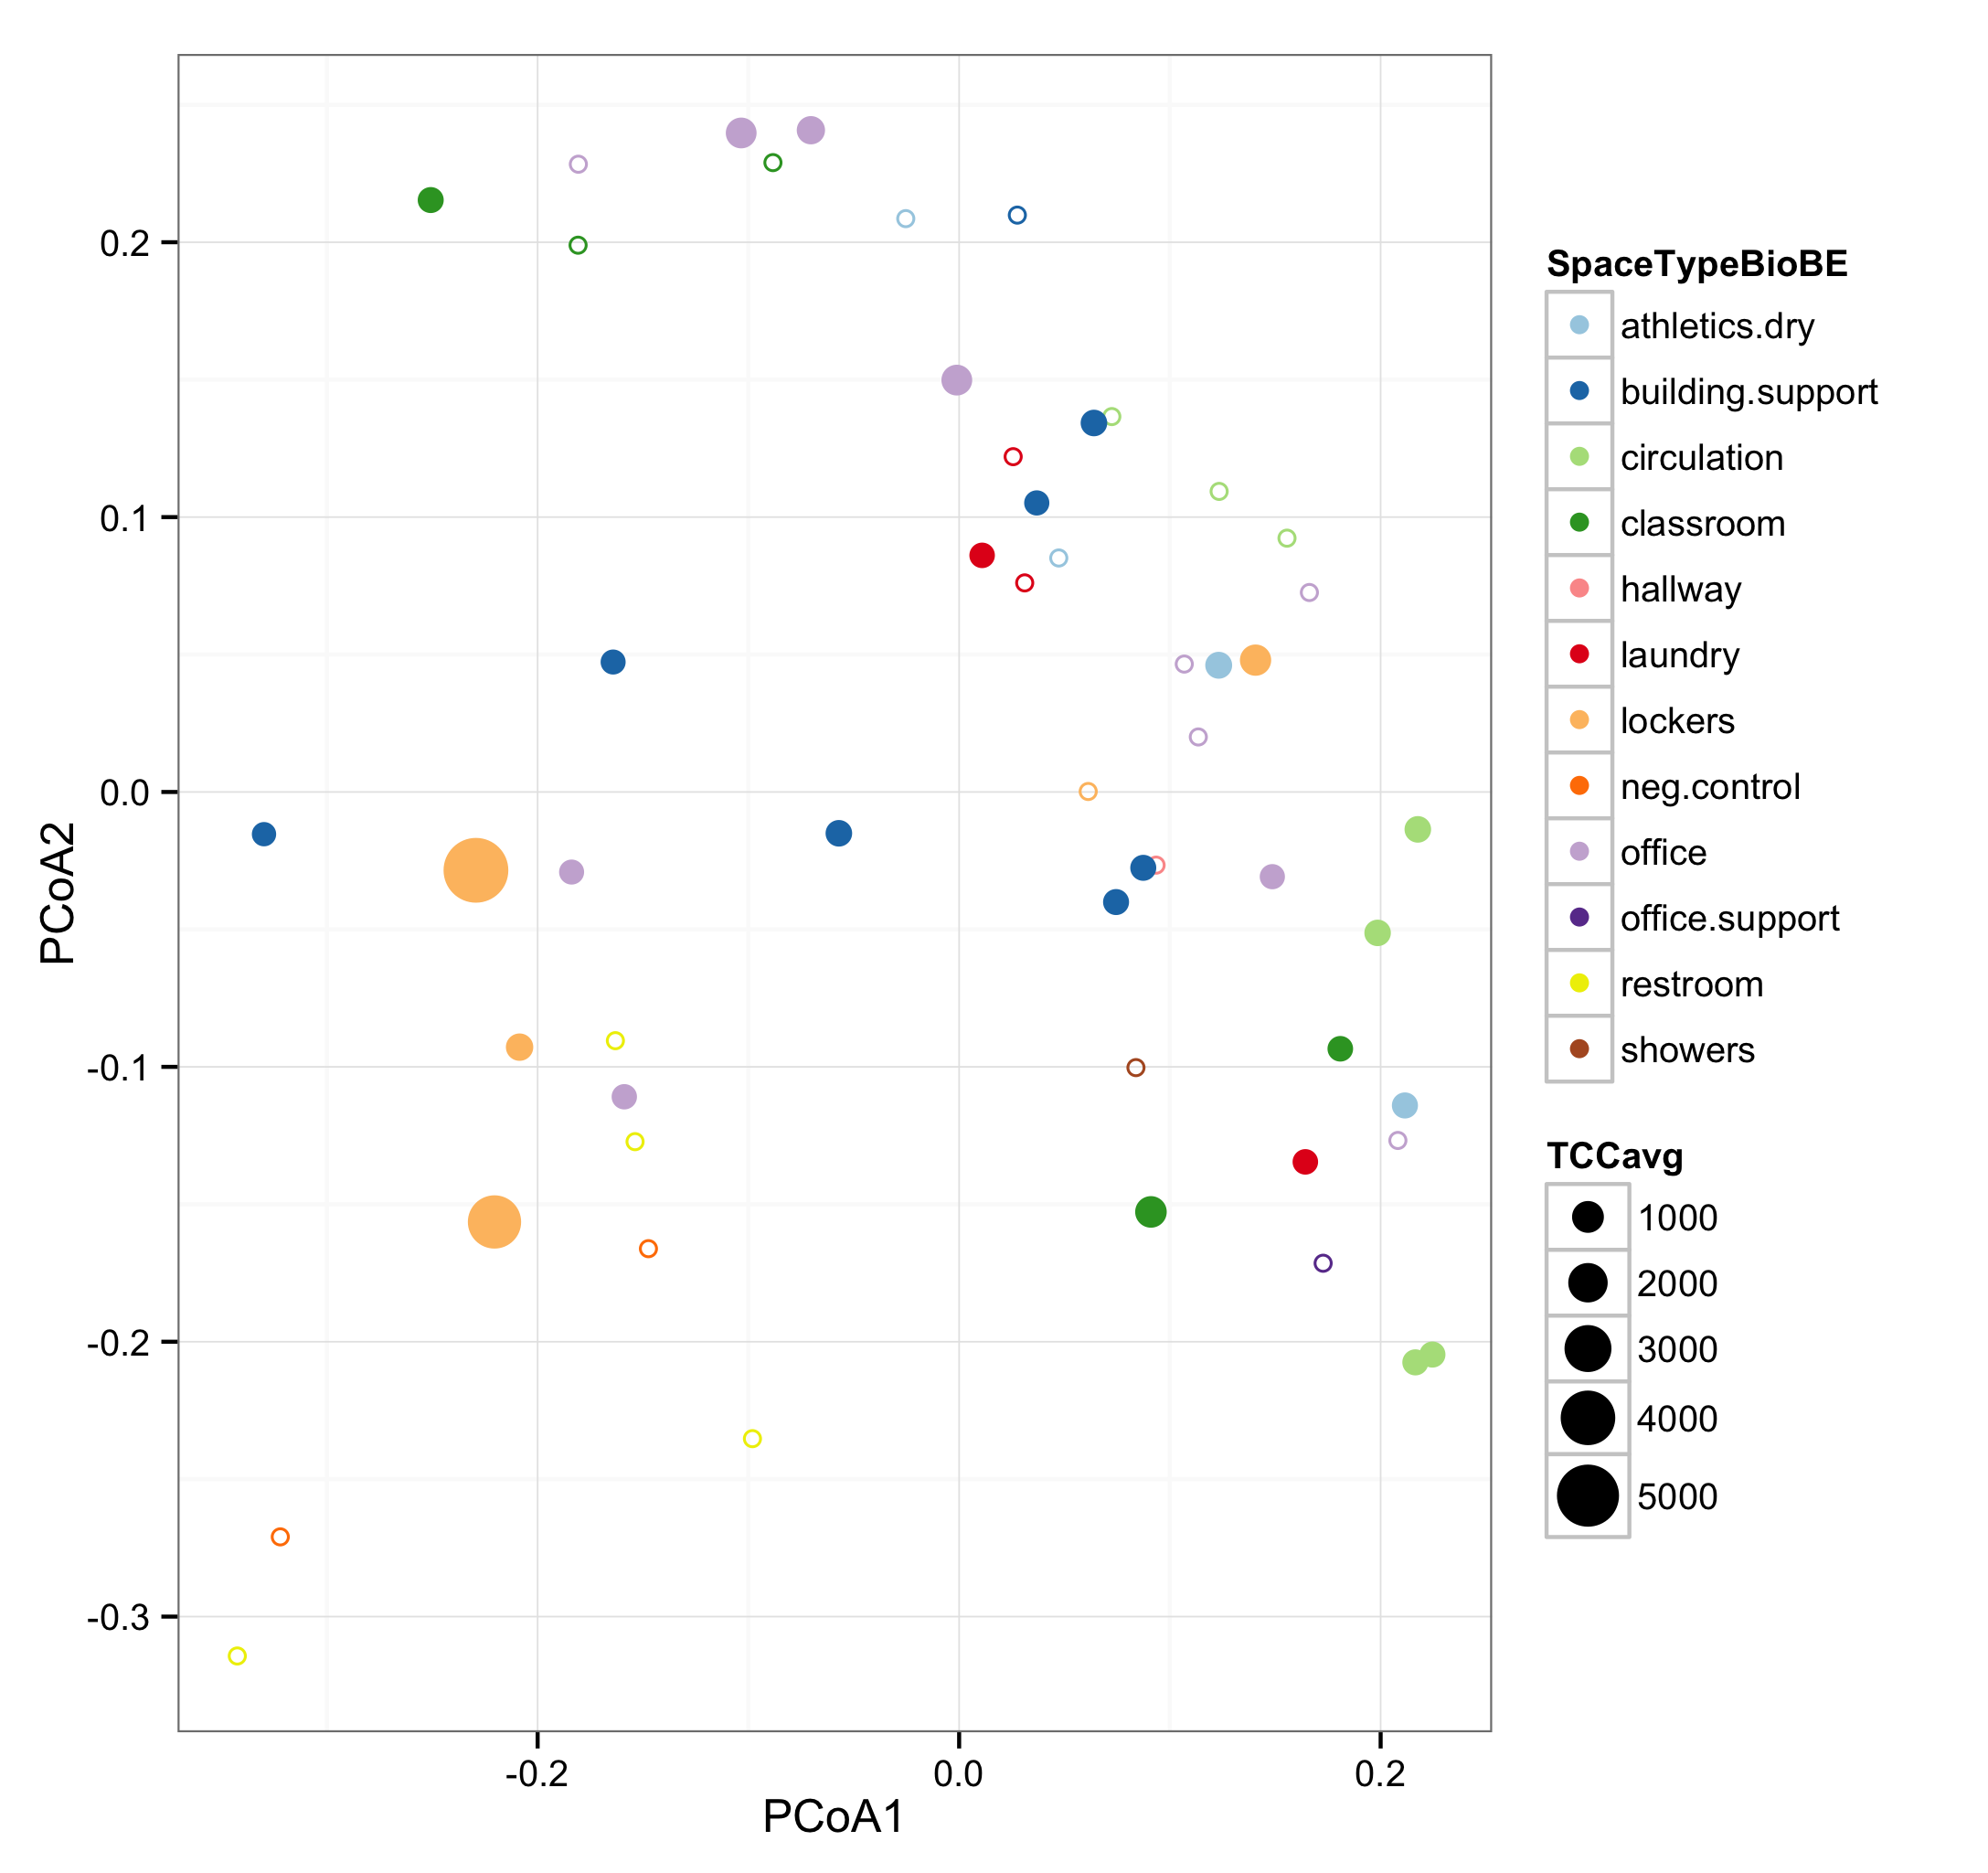 0.2
0.1
0.0
-0.1
-0.2
-0.3
PCoA2
-0.2
0.0
0.2
PCoA1
SpaceTypeBioBE
athletics.dry
building.support
circulation
classroom
hallway
laundry
lockers
neg.control
office
office.support
restroom
showers
TCCavg
1000
2000
3000
4000
5000